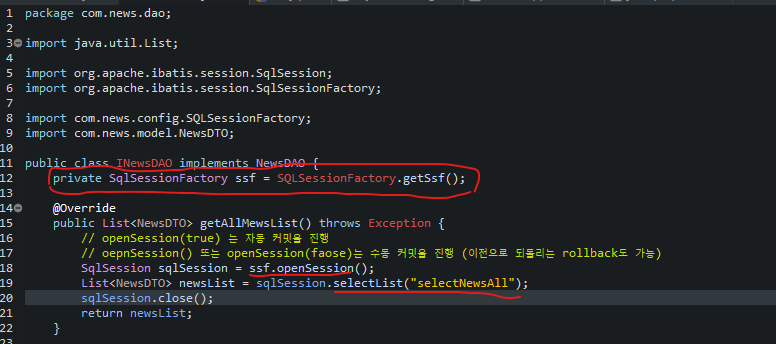 1 package com.news.dao;
2
3 import java.util.List;
4
5 import org.apache.ibatis.session.SqlSession;
6 import org.apache.ibatis.session.SqlSessionFactory;
7
8 import com.news.config.SQLSessionFactory;
9 import com.news.model.NewsDTO;
10
11 public class INewsDAO implements NewsDAO {
12 private SqlSessionFactory ssf = SQLSessionFactory.getSsf();
13
14 @Override
15 public List<NewsDTO> getAllMewsList() throws Exception {
16 // openSession(true) 는 자동 커밋을 진행
17 // oepnSession() 또는 openSession(faose)는 수동 커밋을 진행 (이전으로 되돌리는 rollback도 가능)
18 SqlSession sqlSession = ssf.openSession();
19 List<NewsDTO> newsList = sqlSession.selectList("selectNewsAll");
20 sqlSession.close();
21 return newsList;
22 }